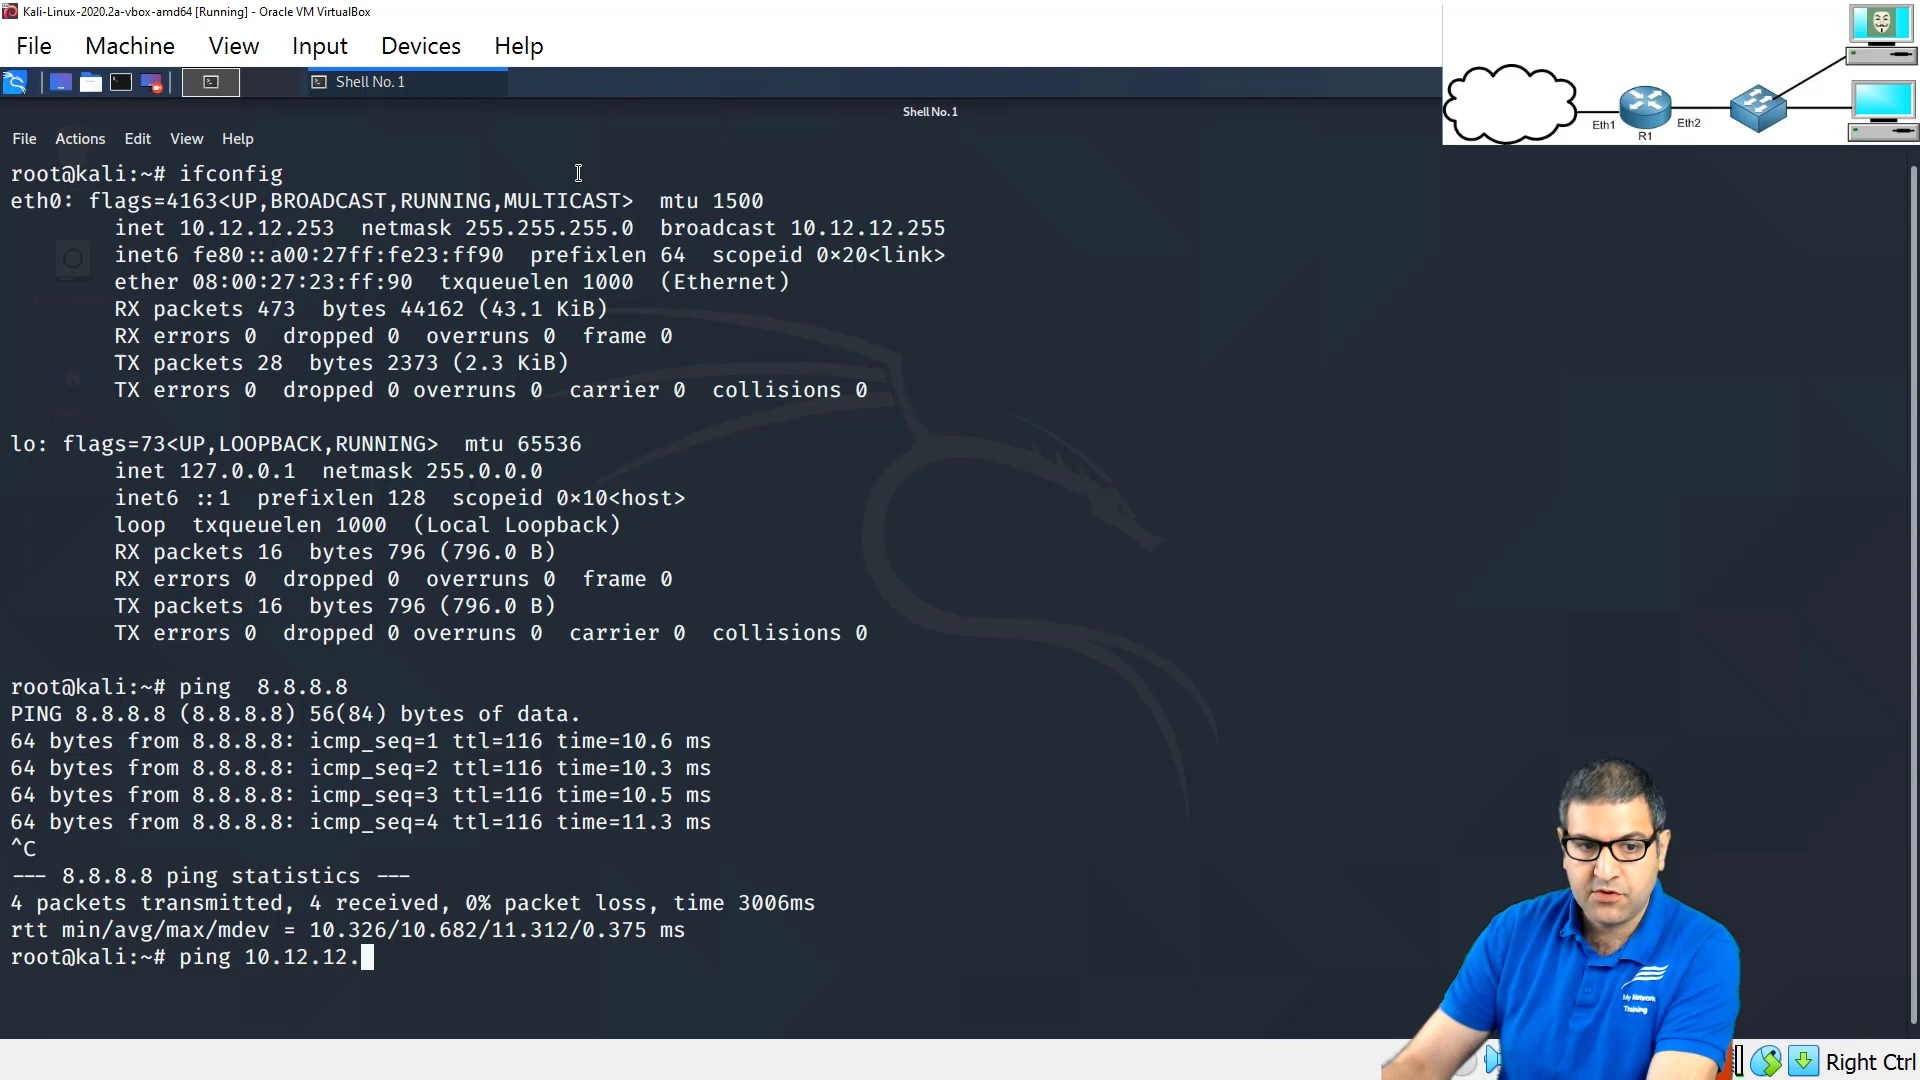 Kali-Linux-2020.2a-vbox-amd64 [Running] - Oracle VM VirtualBox
File Machine View Input Devices Help
Shell No. 1
Shell No. 1
File Actions Edit View Help
Eth1
R1
Eth2
root@kali:~# ifconfig
eth0: flags=4163<UP,BROADCAST,RUNNING,MULTICAST>  mtu 1500
        inet 10.12.12.253  netmask 255.255.255.0  broadcast 10.12.12.255
        inet6 fe80::a00:27ff:fe23:ff90  prefixlen 64  scopeid 0×20<link>
        ether 08:00:27:23:ff:90  txqueuelen 1000  (Ethernet)
        RX packets 473  bytes 44162 (43.1 KiB)
        RX errors 0  dropped 0  overruns 0  frame 0
        TX packets 28  bytes 2373 (2.3 KiB)
        TX errors 0  dropped 0 overruns 0  carrier 0  collisions 0
lo: flags=73<UP,LOOPBACK,RUNNING>  mtu 65536
        inet 127.0.0.1  netmask 255.0.0.0
        inet6 ::1  prefixlen 128  scopeid 0×10<host>
        loop  txqueuelen 1000  (Local Loopback)
        RX packets 16  bytes 796 (796.0 B)
        RX errors 0  dropped 0  overruns 0  frame 0
        TX packets 16  bytes 796 (796.0 B)
        TX errors 0  dropped 0 overruns 0  carrier 0  collisions 0
root@kali:~# ping  8.8.8.8
PING 8.8.8.8 (8.8.8.8) 56(84) bytes of data.
64 bytes from 8.8.8.8: icmp_seq=1 ttl=116 time=10.6 ms
64 bytes from 8.8.8.8: icmp_seq=2 ttl=116 time=10.3 ms
64 bytes from 8.8.8.8: icmp_seq=3 ttl=116 time=10.5 ms
64 bytes from 8.8.8.8: icmp_seq=4 ttl=116 time=11.3 ms
^C
--- 8.8.8.8 ping statistics ---
4 packets transmitted, 4 received, 0% packet loss, time 3006ms
rtt min/avg/max/mdev = 10.326/10.682/11.312/0.375 ms
root@kali:~# ping 10.12.12.
My Network
Training
Right Ctrl